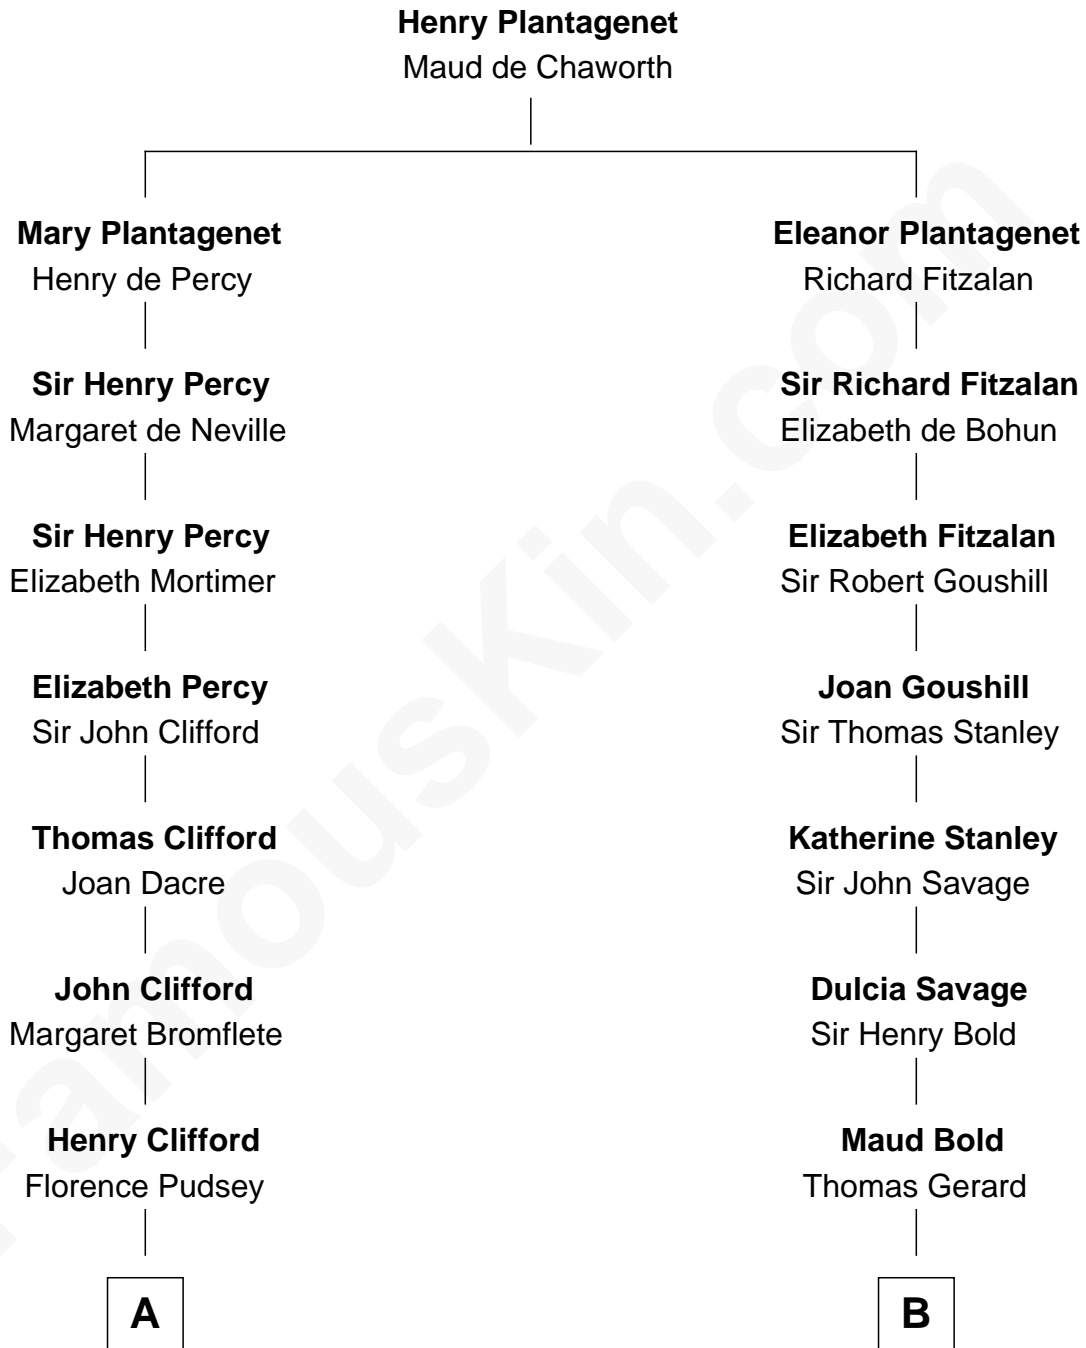 Henry Plantagenet
Maud de Chaworth
Mary Plantagenet
Henry de Percy
Eleanor Plantagenet
Richard Fitzalan
Sir Henry Percy
Margaret de Neville
Sir Richard Fitzalan
Elizabeth de Bohun
Sir Henry Percy
Elizabeth Mortimer
Elizabeth Fitzalan
Sir Robert Goushill
Elizabeth Percy
Sir John Clifford
Joan Goushill
Sir Thomas Stanley
Thomas Clifford
Joan Dacre
Katherine Stanley
Sir John Savage
John Clifford
Margaret Bromflete
Dulcia Savage
Sir Henry Bold
Henry Clifford
Florence Pudsey
Maud Bold
Thomas Gerard
A
B
FamousKin.com